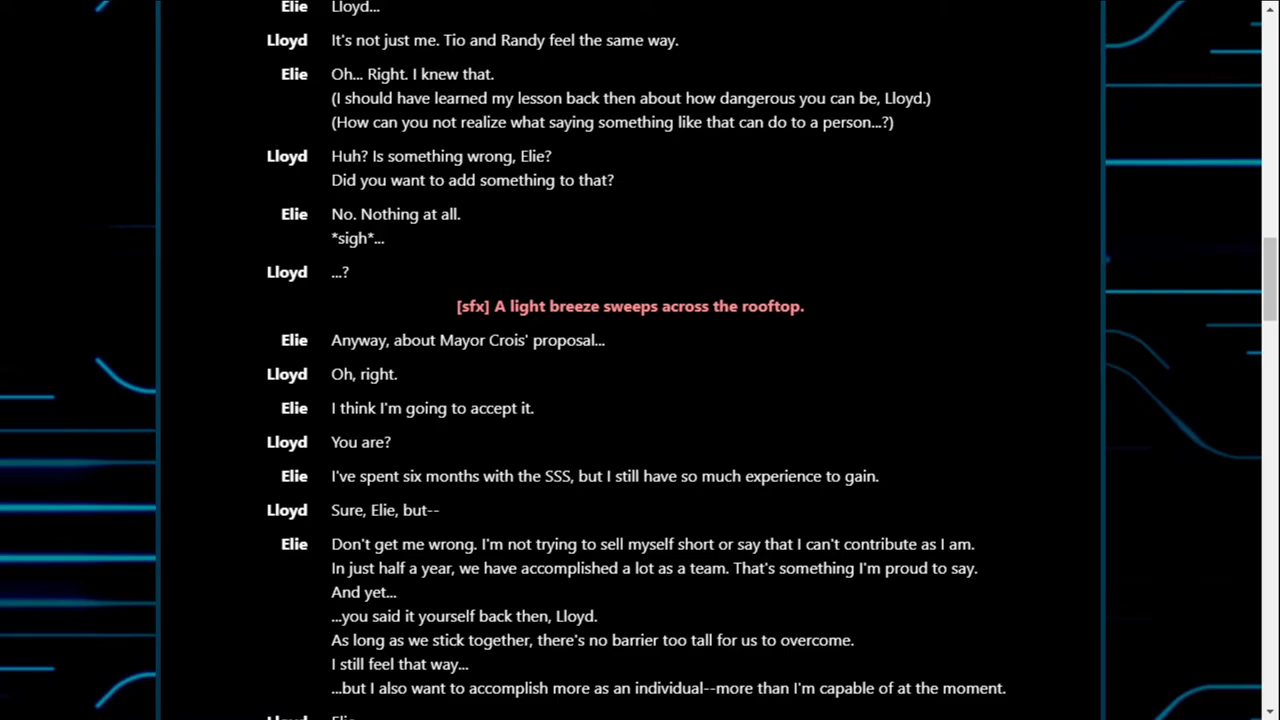 Elie Lloyd...
Lloyd It's not just me. Tio and Randy feel the same way.
Elie Oh... Right. I knew that.
(I should have learned my lesson back then about how dangerous you can be, Lloyd.)
(How can you not realize what saying something like that can do to a person...?)
Lloyd Huh? Is something wrong, Elie?
Did you want to add something to that?
Elie No. Nothing at all.
*sigh*...
Lloyd ...?
[sfx] A light breeze sweeps across the rooftop.
Elie Anyway, about Mayor Crois' proposal...
Lloyd Oh, right.
Elie I think I'm going to accept it.
Lloyd You are?
Elie I've spent six months with the SSS, but I still have so much experience to gain.
Lloyd Sure, Elie, but--
Elie Don't get me wrong. I'm not trying to sell myself short or say that I can't contribute as I am.
In just half a year, we have accomplished a lot as a team. That's something I'm proud to say.
And yet...
...you said it yourself back then, Lloyd.
As long as we stick together, there's no barrier too tall for us to overcome.
I still feel that way...
...but I also want to accomplish more as an individual--more than I'm capable of at the moment.